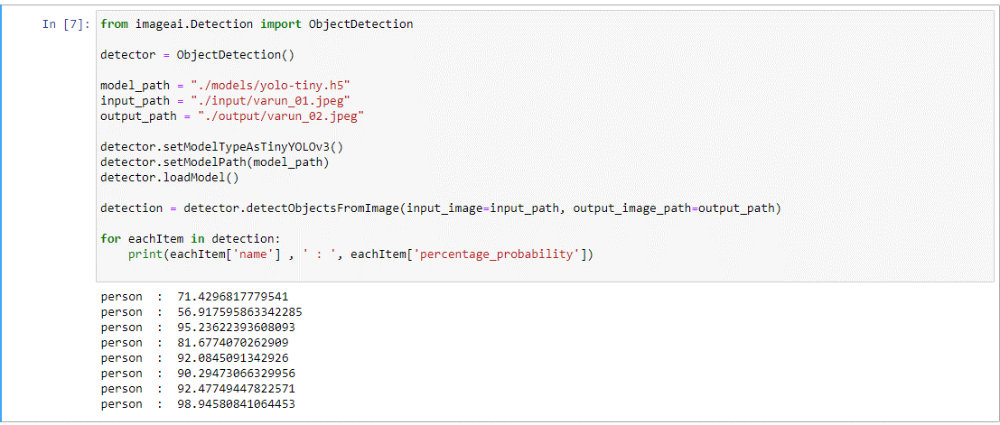 In [7]: from imageai.Detection import ObjectDetection
detector = ObjectDetection()
model_path = "./models/yolo-tiny.h5"
input_path = "./input/varun_01.jpeg"
output_path = "./output/varun_02.jpeg"
detector.setModelTypeAsTinyYOLOv3()
detector.setModelPath(model_path)
detector.loadModel()
detection = detector.detectObjectsFromImage(input_image=input_path, output_image_path=output_path)
for eachItem in detection:
    print(eachItem['name'] , ' : ', eachItem['percentage_probability'])
person  :  71.4296817779541
person  :  56.917595863342285
person  :  95.23622393608093
person  :  81.6774070262909
person  :  92.0845091342926
person  :  90.29473066329956
person  :  92.47749447822571
person  :  98.94580841064453